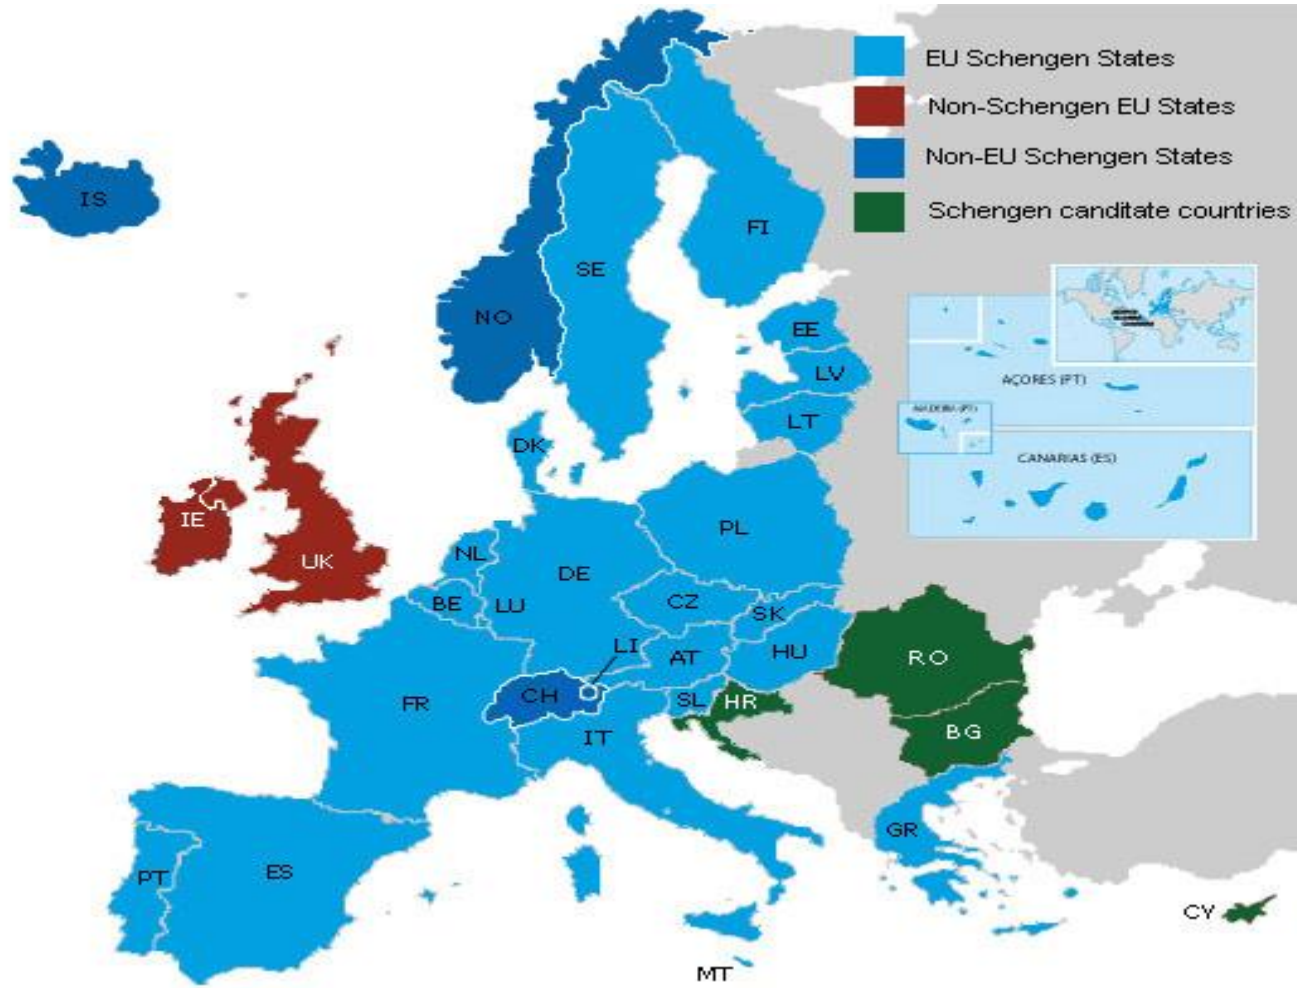 EU Schengen States
Non-Schengen EU States
Non-EU Schengen States
Schengen canditate countries
IS
FI
SE
NO
EE
LV
AÇORES (PT)
MADEIRA (PT)
LT
DK
CANARIAS (ES)
IE
PL
UK
NL
DE
BE
LU
CZ
SK
LI
AT
HU
RO
FR
CH
SL
HR
IT
BG
GR
PT
ES
CY
MT